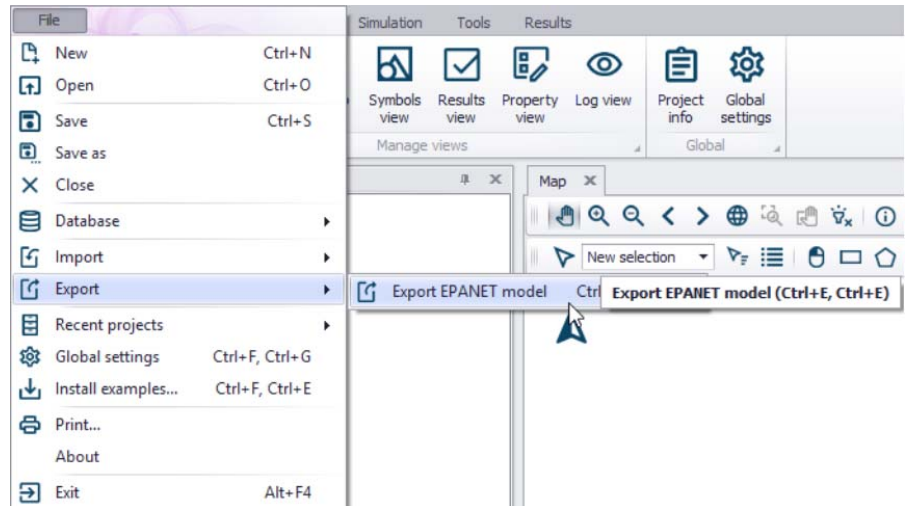 File
Simulation Tools Results
New Ctrl+N
Open Ctrl+O
Save Ctrl+S
Save as
Close
Database
Import
Export
Recent projects
Global settings Ctrl+F, Ctrl+G
Install examples... Ctrl+F, Ctrl+E
Print...
About
Exit Alt+F4
Symbols view
Results view
Property view
Log view
Project info
Global settings
Manage views
Global
Map
New selection
Export EPANET model Ctrl
Export EPANET model (Ctrl+E, Ctrl+E)